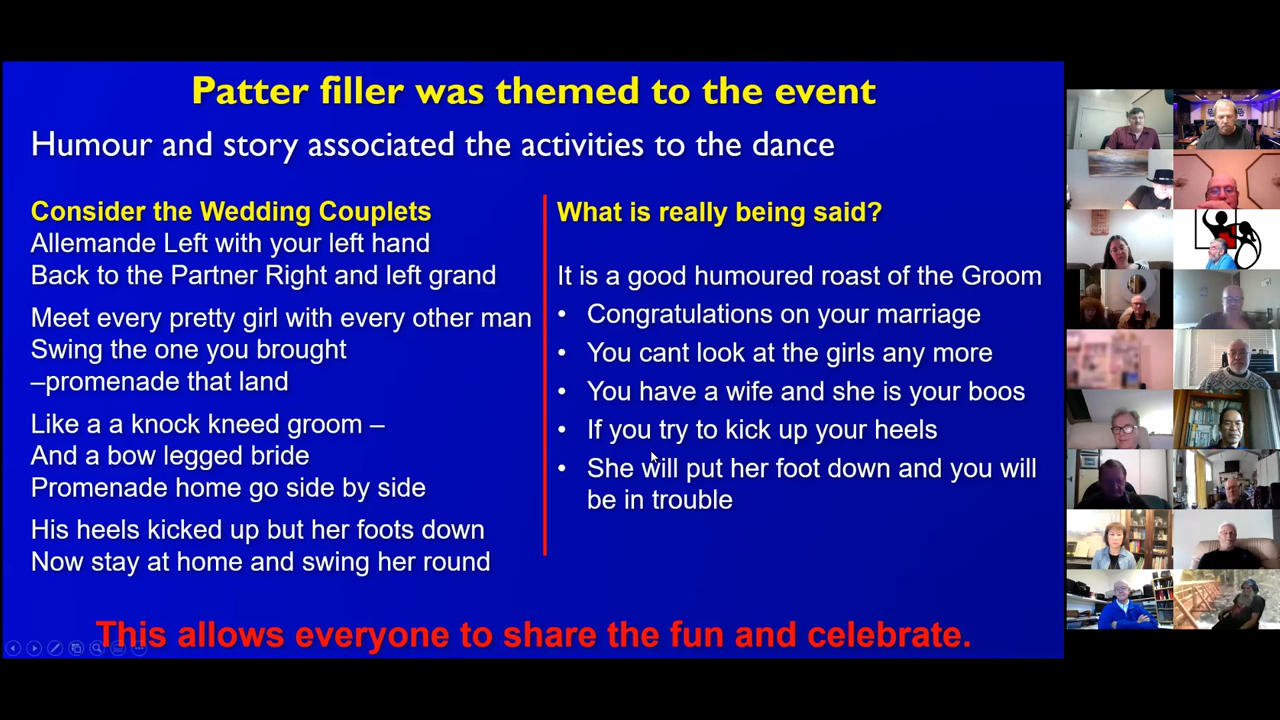 Patter filler was themed to the event
Humour and story associated the activities to the dance
Consider the Wedding Couplets
Allemande Left with your left hand
Back to the Partner Right and left grand
Meet every pretty girl with every other man
Swing the one you brought
–promenade that land
Like a a knock kneed groom –
And a bow legged bride
Promenade home go side by side
His heels kicked up but her foots down
Now stay at home and swing her round
What is really being said?
It is a good humoured roast of the Groom
• Congratulations on your marriage
• You cant look at the girls any more
• You have a wife and she is your boos
• If you try to kick up your heels
• She will put her foot down and you will
be in trouble
This allows everyone to share the fun and celebrate.